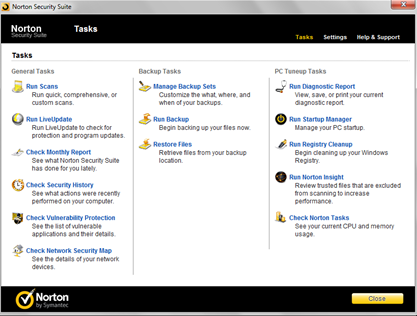 Norton Security Suite
Norton
Security Suite
Tasks
Tasks Settings Help & Support
Tasks
General Tasks
Run Scans
Run quick, comprehensive, or
custom scans.
Run LiveUpdate
Run LiveUpdate to check for
protection and program updates.
Check Monthly Report
See what Norton Security Suite
has done for you lately.
Check Security History
See what actions were recently
performed on your computer.
Check Vulnerability Protection
See the list of vulnerable
applications and their details.
Check Network Security Map
See the details of your network
devices.
Backup Tasks
Manage Backup Sets
Customize the what, where, and
when of your backups.
Run Backup
Begin backing up your files now.
Restore Files
Retrieve files from your backup
location.
PC Tuneup Tasks
Run Diagnostic Report
View, save, or print your current
diagnostic report.
Run Startup Manager
Manage your PC startup.
Run Registry Cleanup
Begin cleaning up your Windows
Registry.
Run Norton Insight
Review trusted files that are excluded
from scanning to increase
performance.
Check Norton Tasks
See your current CPU and memory
usage.
Norton
by Symantec
Close